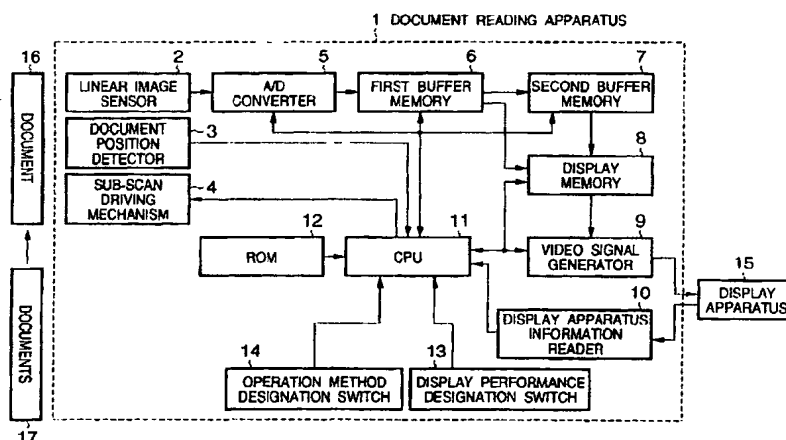 1 DOCUMENT READING APPARATUS
16
2
5
6
7
LINEAR IMAGE
SENSOR
A/D
CONVERTER
FIRST BUFFER
MEMORY
SECOND BUFFER
MEMORY
DOCUMENT
3
DOCUMENT
POSITION
DETECTOR
8
DISPLAY
MEMORY
4
SUB-SCAN
DRIVING
MECHANISM
12
11
9
ROM
CPU
VIDEO SIGNAL
GENERATOR
15
DISPLAY
APPARATUS
10
DISPLAY APPARATUS
INFORMATION
READER
DOCUMENTS
14
13
OPERATION METHOD
DESIGNATION SWITCH
DISPLAY PERFORMANCE
DESIGNATION SWITCH
17